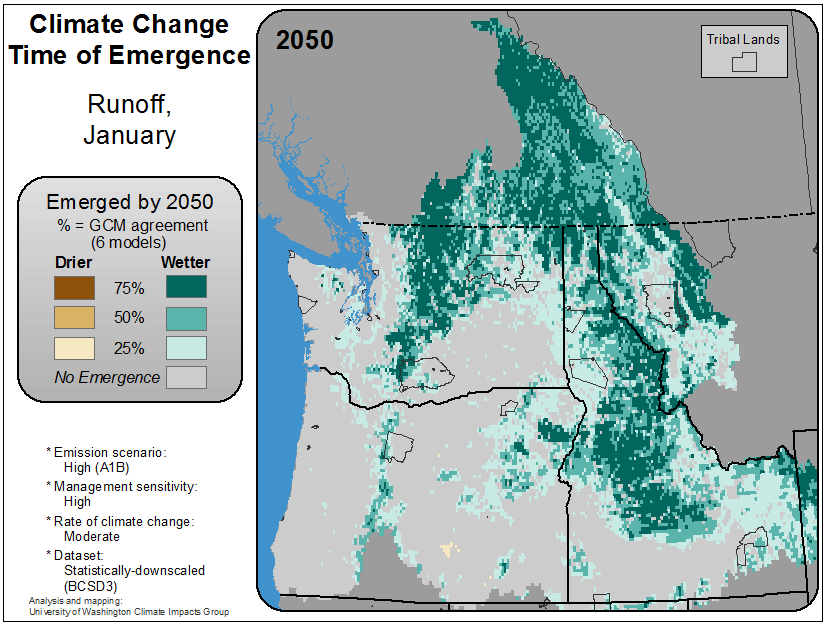 Climate Change
Time of Emergence
Runoff,
January
Emerged by 2050
% = GCM agreement
(6 models)
Drier Wetter
75%
50%
25%
No Emergence
* Emission scenario:
High (A1B)
* Management sensitivity:
High
* Rate of climate change:
Moderate
* Dataset:
Statistically-downscaled
(BCSD3)
Analysis and mapping:
University of Washington Climate Impacts Group
2050
Tribal Lands